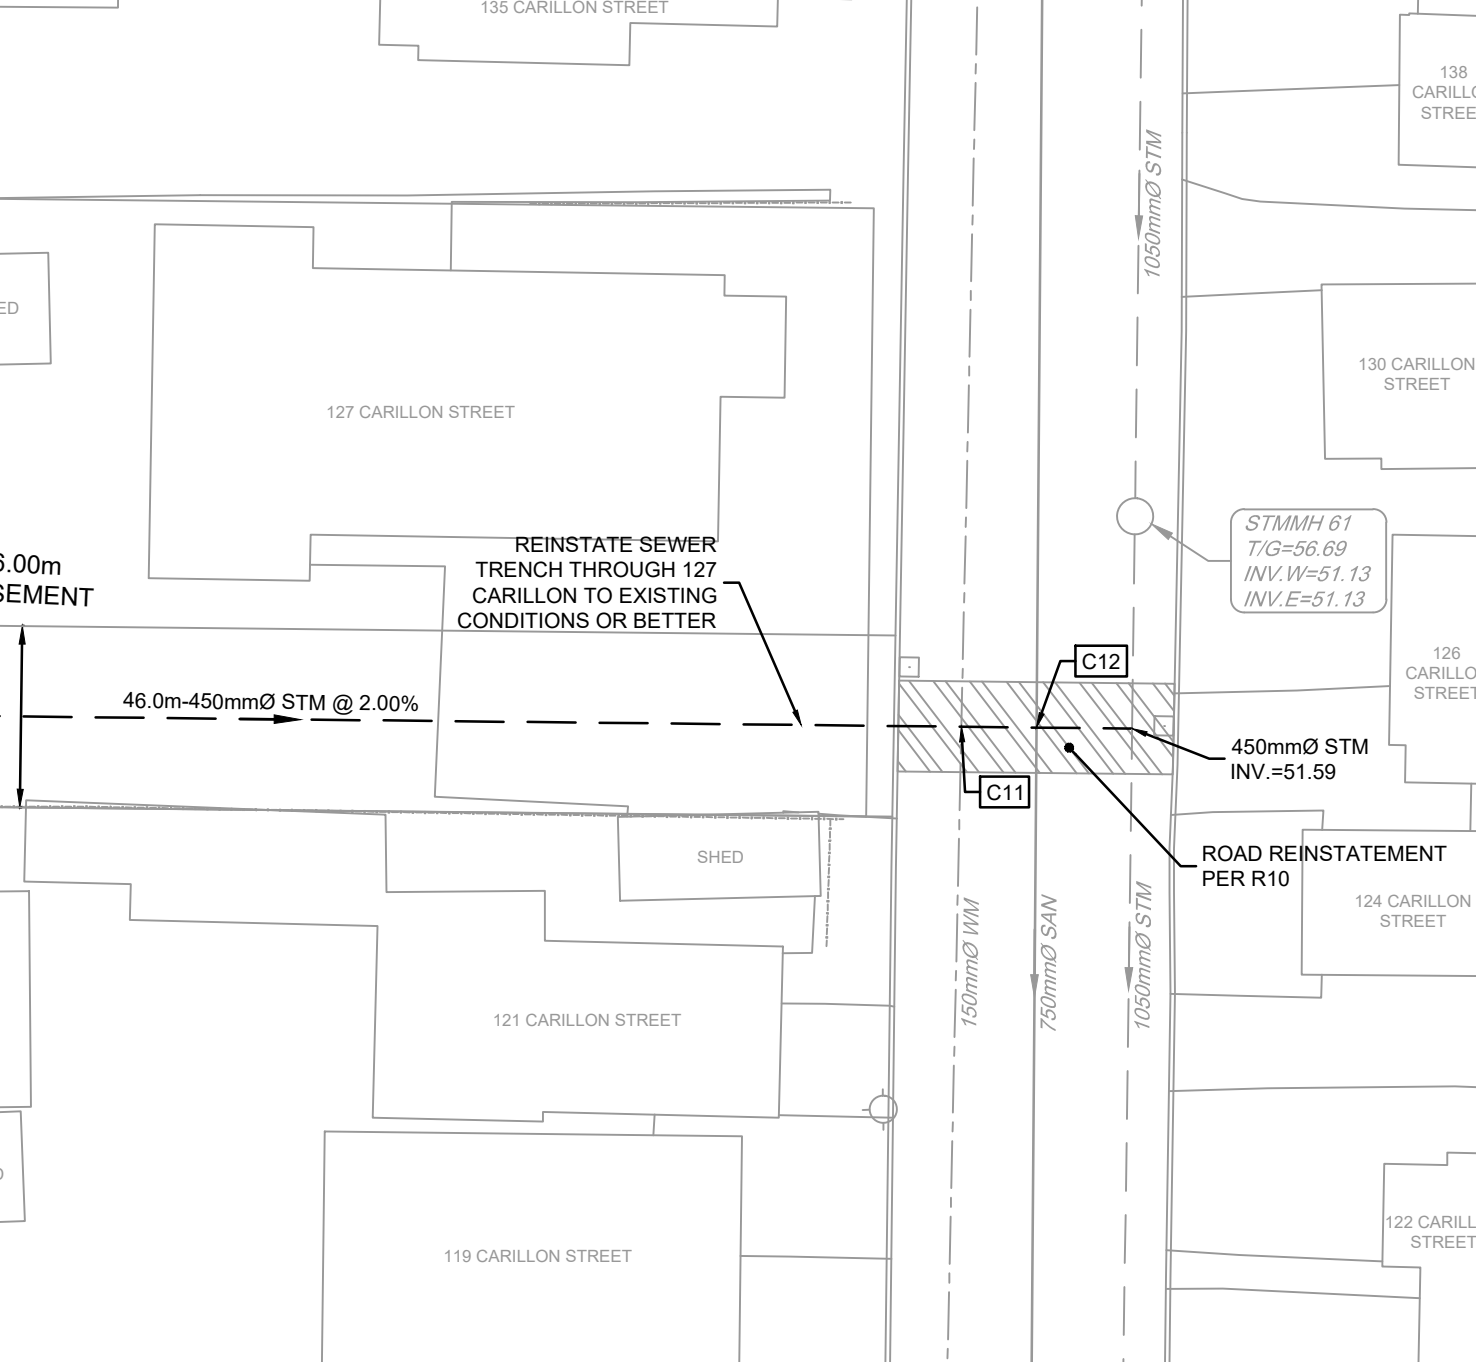 135 CARILLON STREET
138
STREE
1050mmØ STM
130 CARILLON
STREET
127 CARILLON STREET
STMMH 61
T/G=56.69
INV.W=51.13
INV.E=51.13
REINSTATE SEWER
TRENCH THROUGH 127
CARILLON TO EXISTING
CONDITIONS OR BETTER
6.00m
SEMENT
46.0m-450mmØ STM @ 2.00%
C12
126
STREET
450mmØ STM
INV.=51.59
C11
ROAD REINSTATEMENT
PER R10
SHED
124 CARILLON
STREET
150mmØ WM
750mmØ SAN
1050mmØ STM
121 CARILLON STREET
119 CARILLON STREET
122 CARILL
STREET